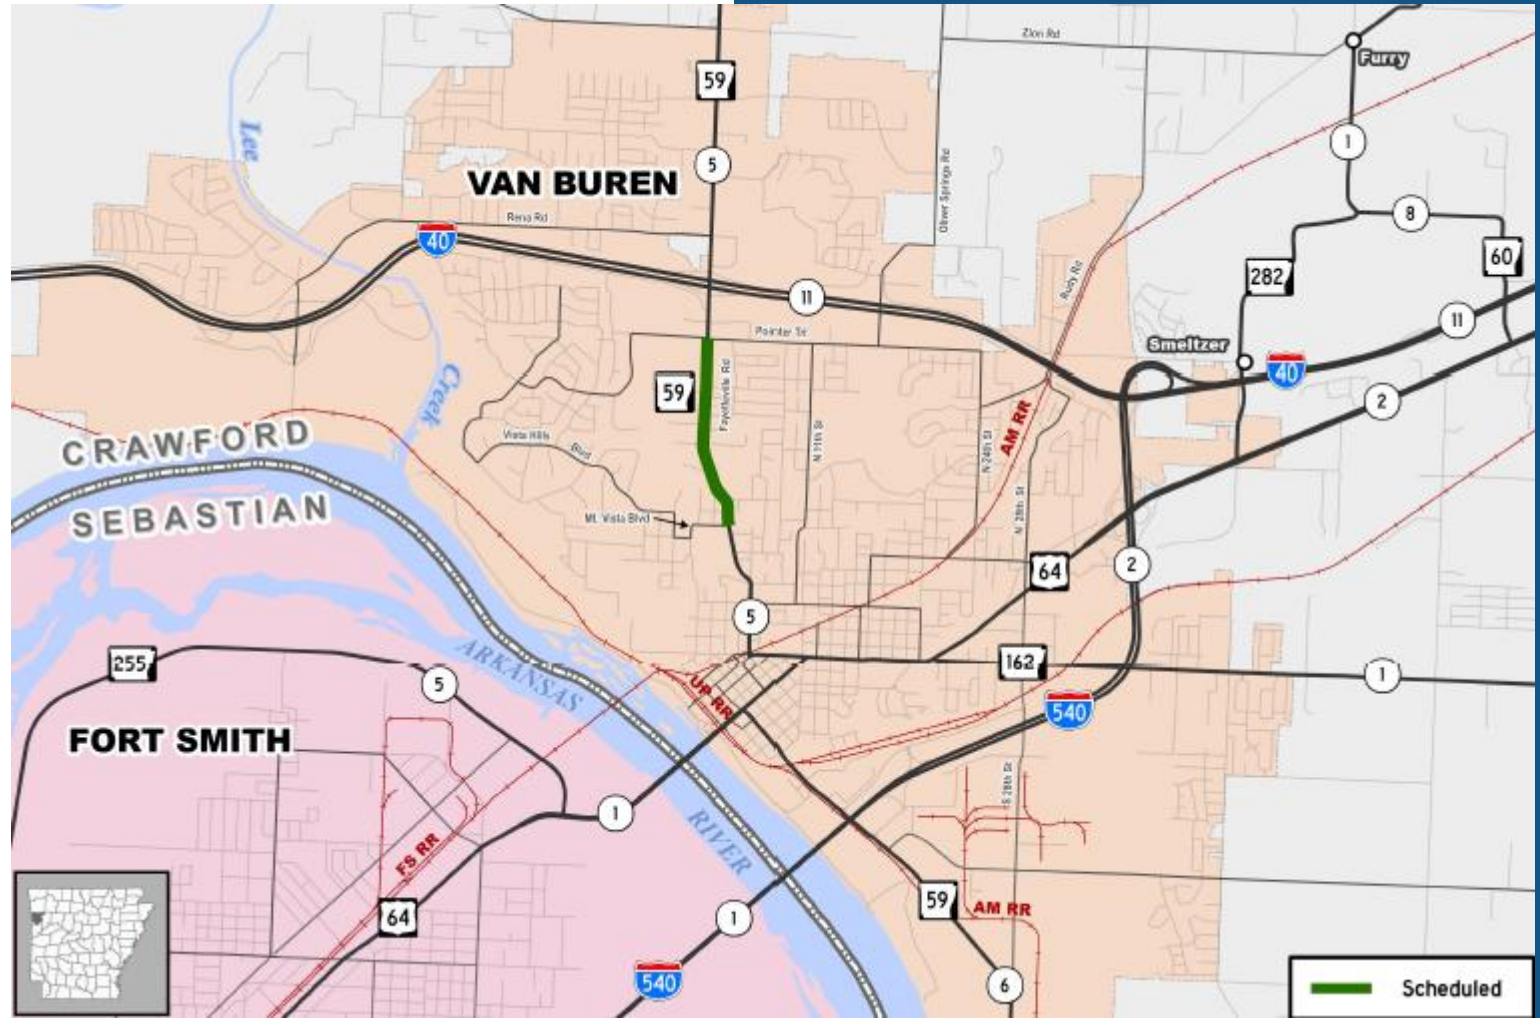 Zion Rd
Furry
59
1
Lee
5
Oliver Springs Rd
VAN BUREN
8
Rena Rd
40
60
282
Rudy Rd
11
11
Pointer Trl
Smeltzer
40
59
Fayetteville Rd
2
Creek
AM RR
N 11th St
N 24th St
CRAWFORD
Vista Hills
Blvd
SEBASTIAN
Mt. Vista Blvd
N 28th St
64
2
5
255
ARKANSAS
162
1
5
UP RR
540
FORT SMITH
S 28th St
1
RIVER
FS RR
59
AM RR
64
1
540
6
Scheduled